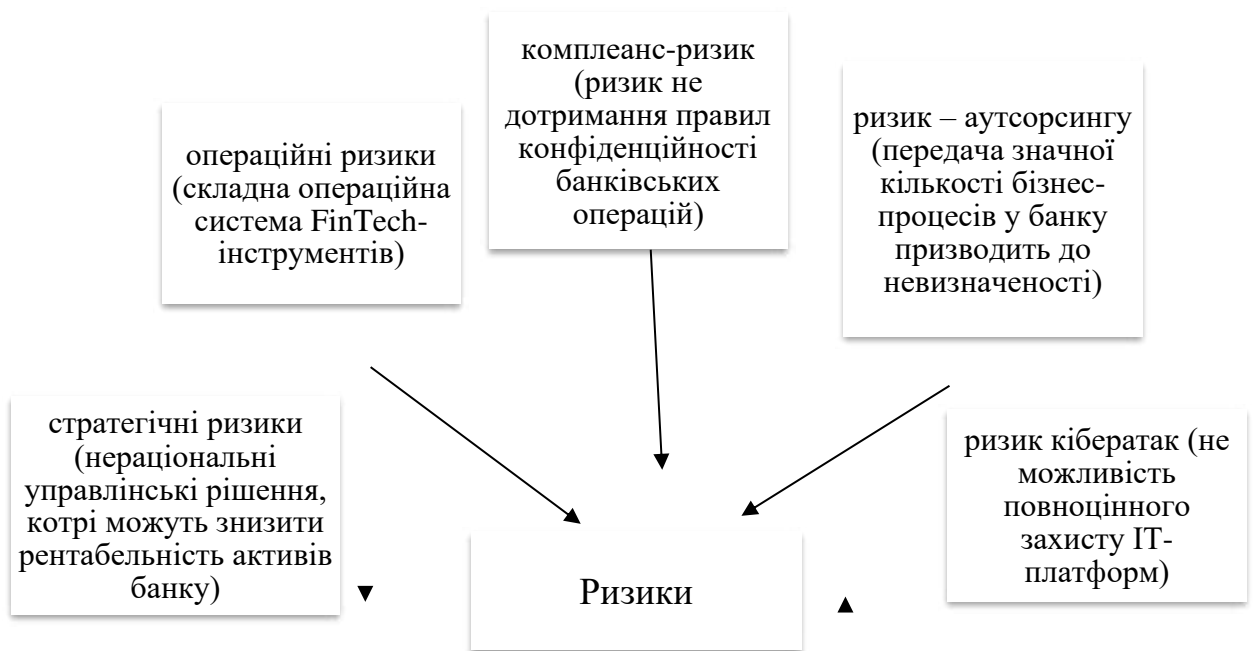 комплеанс-ризик
(ризик не
дотримання правил
конфіденційності
банківських
операцій)
операційні ризики
(складна операційна
система FinTech-
інструментів)
ризик – аутсорсингу
(передача значної
кількості бізнес-
процесів у банку
призводить до
невизначеності)
стратегічні ризики
(нераціональні
управлінські рішення,
котрі можуть знизити
рентабельність активів
банку)
ризик кібератак (не
можливість
повноцінного
захисту ІТ-
платформ)
Ризики